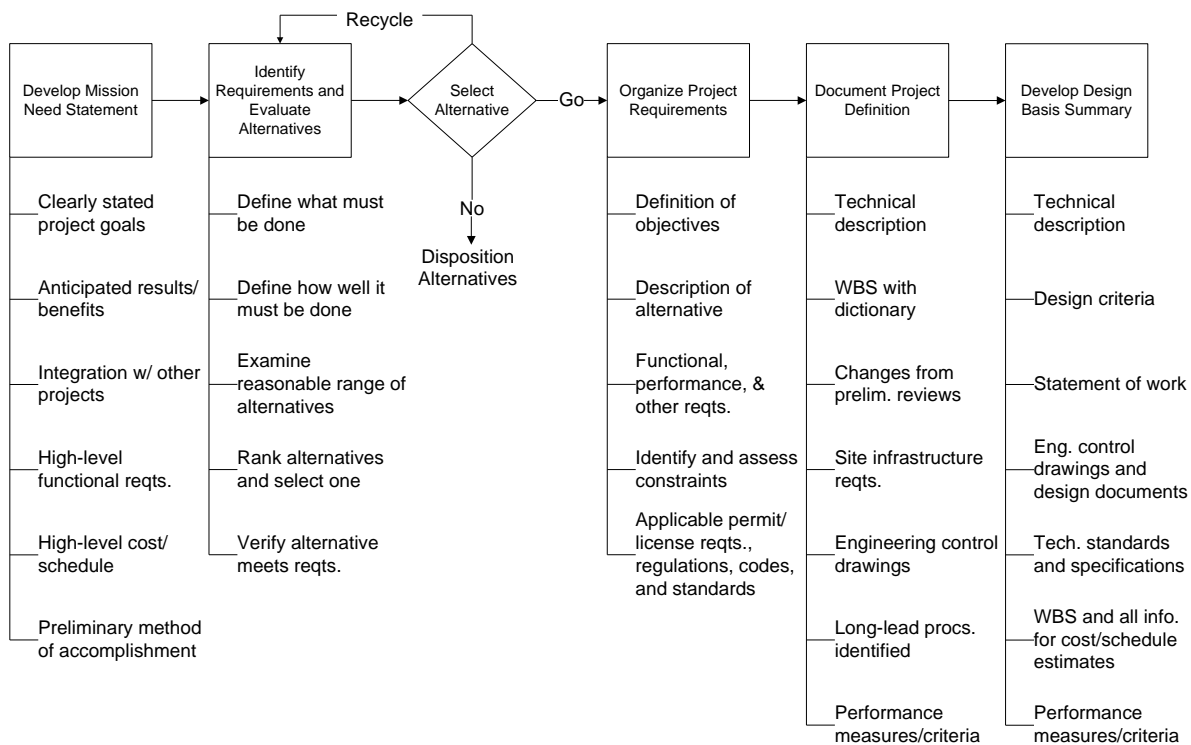 Recycle
Develop Mission
Need Statement
Identify
Requirements and
Evaluate
Alternatives
Select
Alternative
Go
Organize Project
Requirements
Document Project
Definition
Develop Design
Basis Summary
Clearly stated
project goals
Anticipated results/
benefits
Integration w/ other
projects
High-level
functional reqts.
High-level cost/
schedule
Preliminary method
of accomplishment
Define what must
be done
Define how well it
must be done
Examine
reasonable range of
alternatives
Rank alternatives
and select one
Verify alternative
meets reqts.
No
Disposition
Alternatives
Definition of
objectives
Description of
alternative
Functional,
performance, &
other reqts.
Identify and assess
constraints
Applicable permit/
license reqts.,
regulations, codes,
and standards
Technical
description
WBS with
dictionary
Changes from
prelim. reviews
Site infrastructure
reqts.
Engineering control
drawings
Long-lead procs.
identified
Performance
measures/criteria
Technical
description
Design criteria
Statement of work
Eng. control
drawings and
design documents
Tech. standards
and specifications
WBS and all info.
for cost/schedule
estimates
Performance
measures/criteria